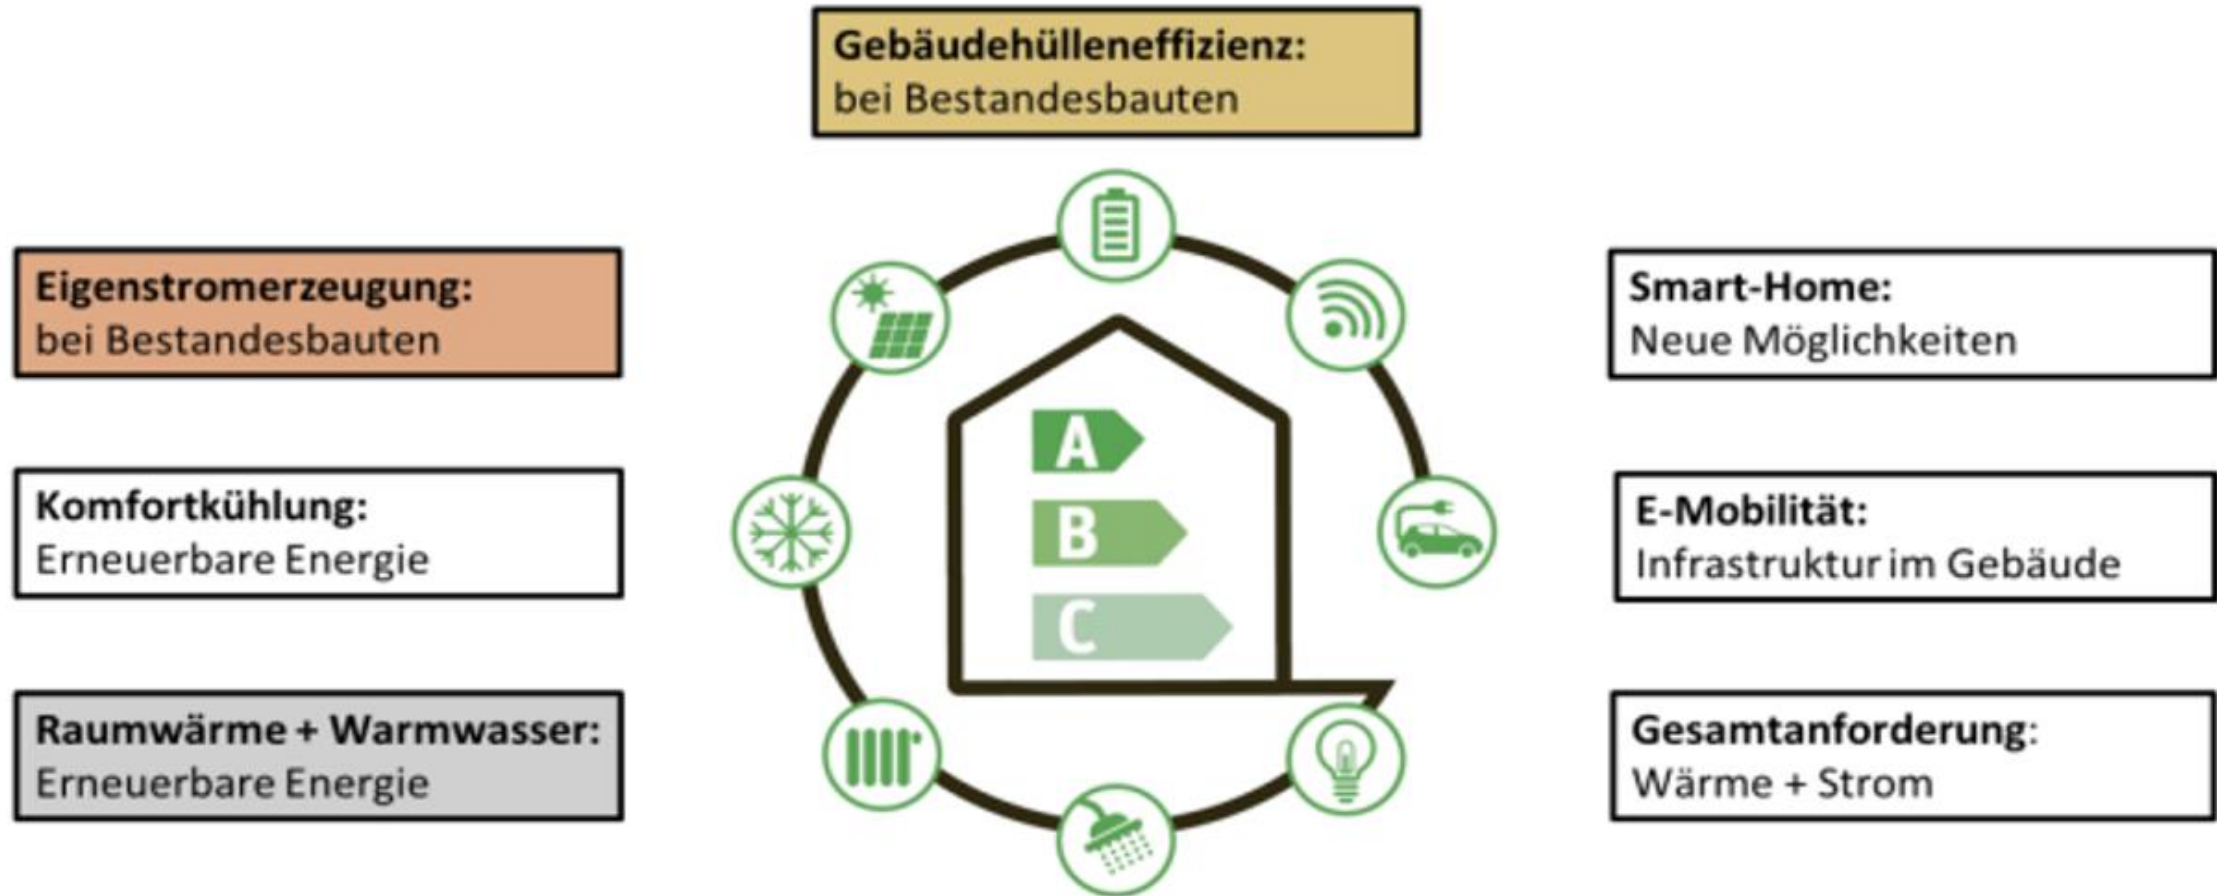 Gebäudehülleneffizienz:
bei Bestandesbauten
Eigenstromerzeugung:
bei Bestandesbauten
Komfortkühlung:
Erneuerbare Energie
Raumwärme + Warmwasser:
Erneuerbare Energie
A
B
C
Smart-Home:
Neue Möglichkeiten
E-Mobilität:
Infrastruktur im Gebäude
Gesamtanforderung:
Wärme + Strom